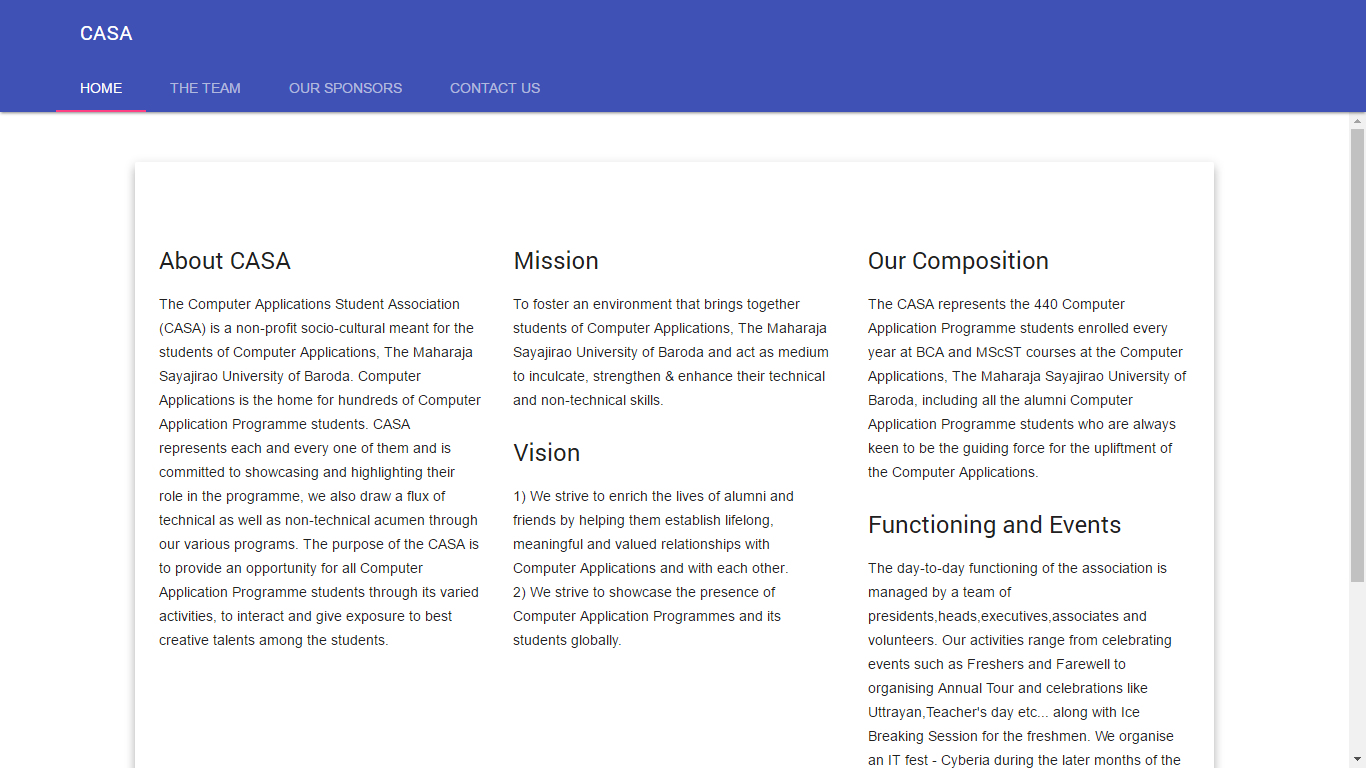 CASA
HOME
THE TEAM
OUR SPONSORS
CONTACT US
About CASA
The Computer Applications Student Association
(CASA) is a non-profit socio-cultural meant for the
students of Computer Applications, The Maharaja
Sayajirao University of Baroda. Computer
Applications is the home for hundreds of Computer
Application Programme students. CASA
represents each and every one of them and is
committed to showcasing and highlighting their
role in the programme, we also draw a flux of
technical as well as non-technical acumen through
our various programs. The purpose of the CASA is
to provide an opportunity for all Computer
Application Programme students through its varied
activities, to interact and give exposure to best
creative talents among the students.
Mission
To foster an environment that brings together
students of Computer Applications, The Maharaja
Sayajirao University of Baroda and act as medium
to inculcate, strengthen & enhance their technical
and non-technical skills.
Vision
1) We strive to enrich the lives of alumni and
friends by helping them establish lifelong,
meaningful and valued relationships with
Computer Applications and with each other.
2) We strive to showcase the presence of
Computer Application Programmes and its
students globally.
Our Composition
The CASA represents the 440 Computer
Application Programme students enrolled every
year at BCA and MScST courses at the Computer
Applications, The Maharaja Sayajirao University of
Baroda, including all the alumni Computer
Application Programme students who are always
keen to be the guiding force for the upliftment of
the Computer Applications.
Functioning and Events
The day-to-day functioning of the association is
managed by a team of
presidents,heads,executives,associates and
volunteers. Our activities range from celebrating
events such as Freshers and Farewell to
organising Annual Tour and celebrations like
Uttrayan,Teacher's day etc... along with Ice
Breaking Session for the freshmen. We organise
an IT fest - Cyberia during the later months of the